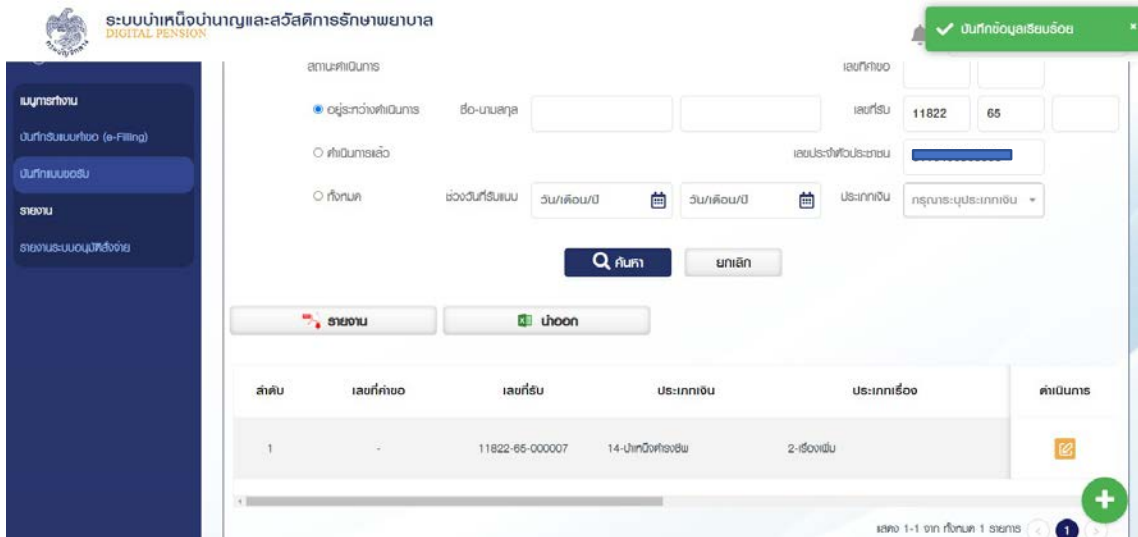 ระบบบำเหน็จบำนาญและสวัสดิการรักษาพยาบาล
DIGITAL PENSION
บันทึกข้อมูลเรียบร้อย ×
เมนูการทำงาน
บันทึกรับแบบคำขอ (e-Filing)
บันทึกแบบขอรับ
รายงาน
รายงานระบบอนุมัติสั่งจ่าย
สถานะดำเนินการ เลขที่คำขอ
อยู่ระหว่างดำเนินการ ชื่อ-นามสกุล เลขที่รับ 11822 65
ดำเนินการแล้ว เลขประจำตัวประชาชน
ทั้งหมด ช่วงวันที่รับแบบ วัน/เดือน/ปี วัน/เดือน/ปี ประเภทเงิน กรุณาระบุประเภทเงิน
ค้นหา ยกเลิก
รายงาน นำออก
ลำดับ เลขที่คำขอ เลขที่รับ ประเภทเงิน ประเภทเรื่อง ดำเนินการ
1 - 11822-65-000007 14-บำเหน็จดำรงชีพ 2-เรื่องเพิ่ม
แสดง 1-1 จาก ทั้งหมด 1 รายการ 1